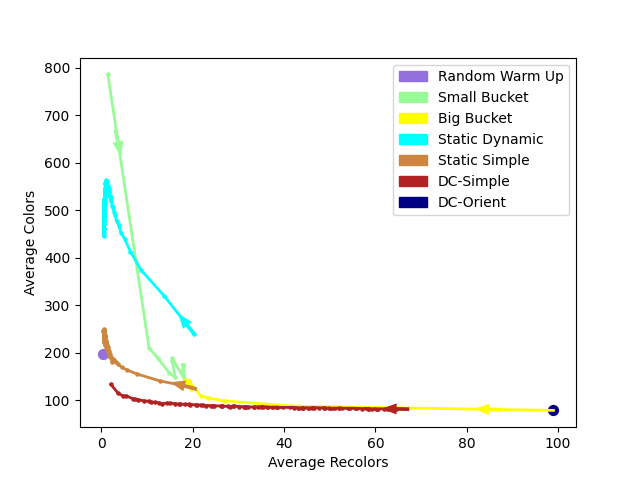 800
700
600
500
400
300
200
100
Average Colors
0
20
40
60
80
100
Average Recolors
Random Warm Up
Small Bucket
Big Bucket
Static Dynamic
Static Simple
DC-Simple
DC-Orient